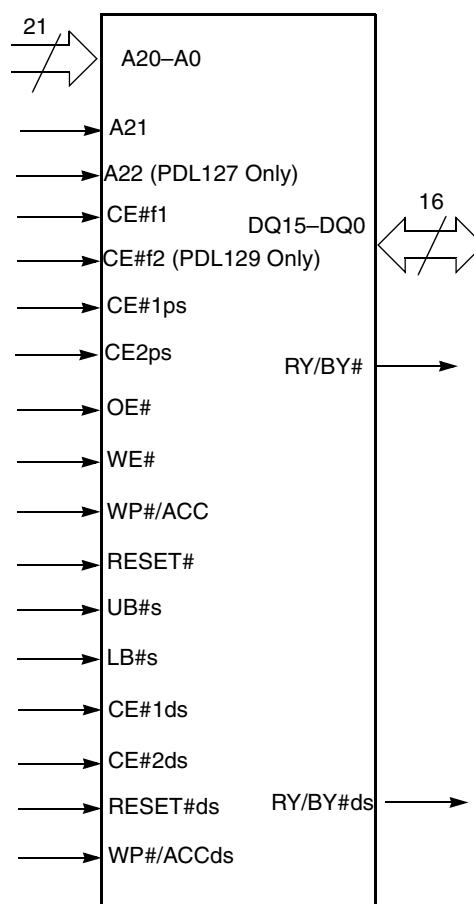 21
A20–A0
A21
A22 (PDL127 Only)
CE#f1
16
DQ15–DQ0
CE#f2 (PDL129 Only)
CE#1ps
CE2ps
RY/BY#
OE#
WE#
WP#/ACC
RESET#
UB#s
LB#s
CE#1ds
CE#2ds
RESET#ds
RY/BY#ds
WP#/ACCds